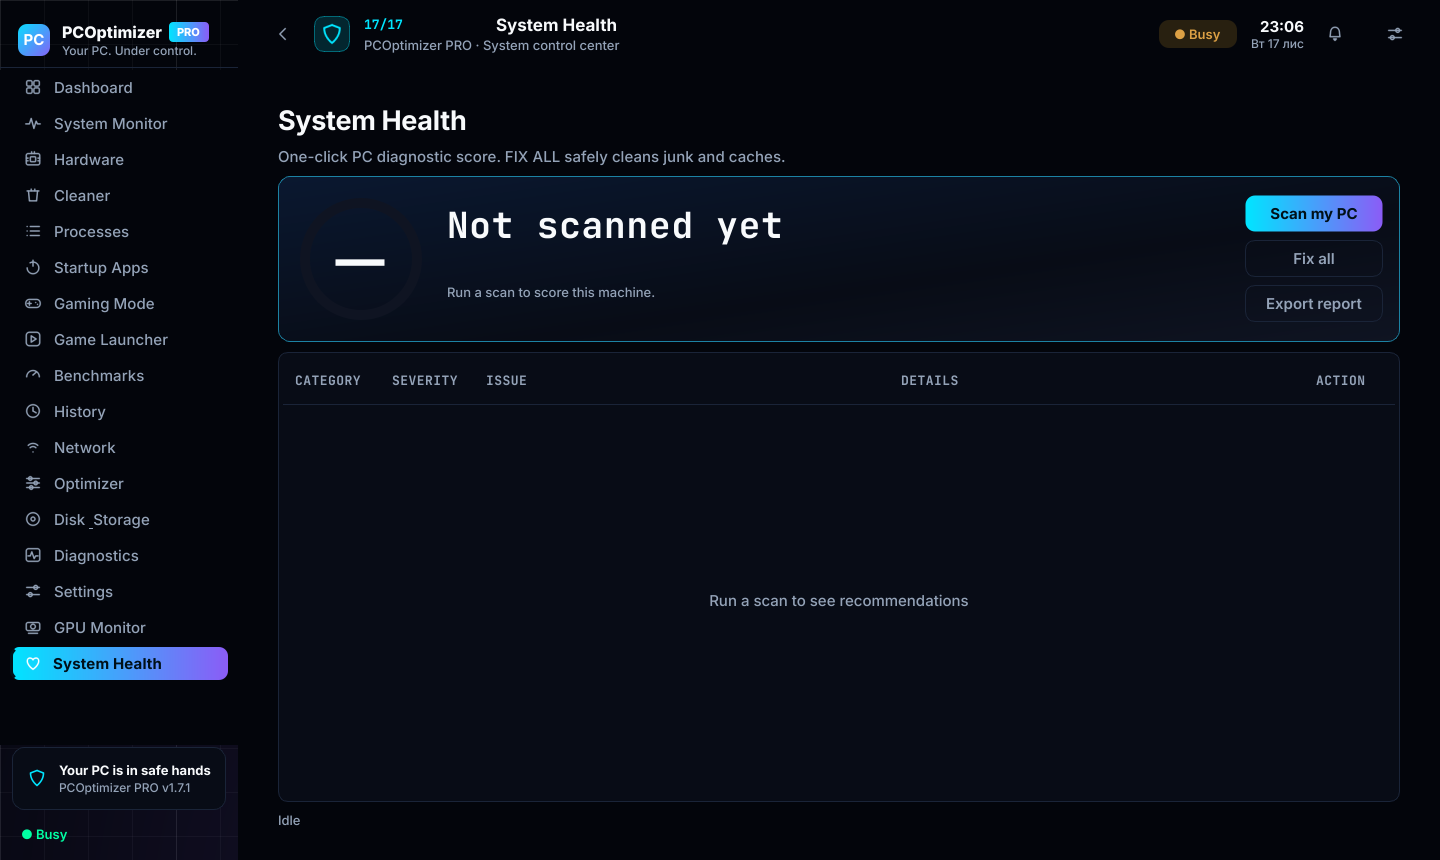 PC
PCOptimizer PRO
Your PC. Under control.
Dashboard
System Monitor
Hardware
Cleaner
Processes
Startup Apps
Gaming Mode
Game Launcher
Benchmarks
History
Network
Optimizer
Disk _Storage
Diagnostics
Settings
GPU Monitor
System Health
Your PC is in safe hands
PCOptimizer PRO v1.7.1
Busy
17/17 System Health
PCOptimizer PRO · System control center
Busy
23:06
Вт 17 лис
System Health
One-click PC diagnostic score. FIX ALL safely cleans junk and caches.
—
Not scanned yet
Run a scan to score this machine.
Scan my PC
Fix all
Export report
CATEGORY SEVERITY ISSUE DETAILS ACTION
Run a scan to see recommendations
Idle